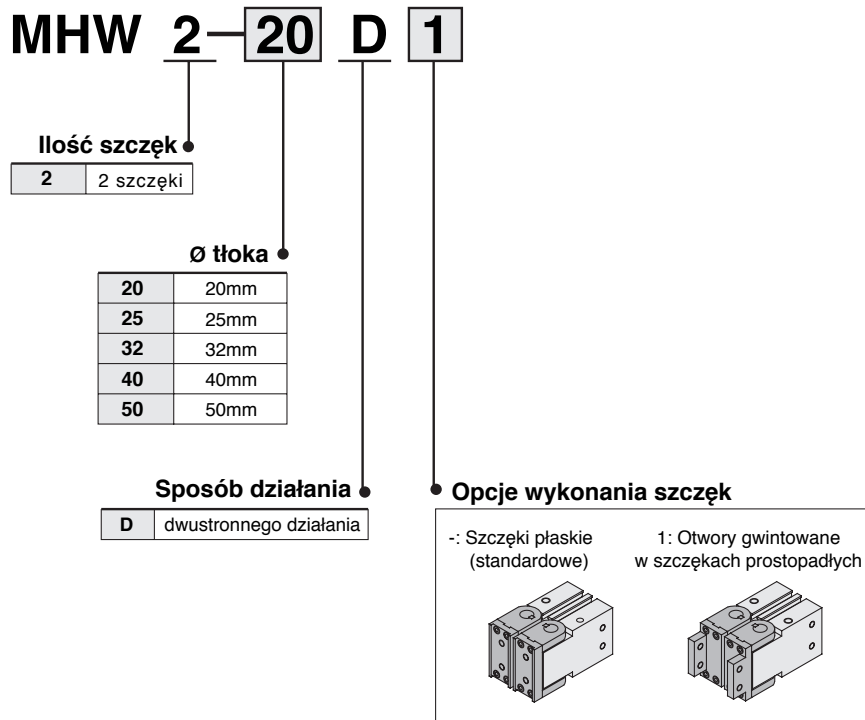 MHW 2-20 D 1
Ilość szczęk
2 2 szczęki
Ø tłoka
20 20mm
25 25mm
32 32mm
40 40mm
50 50mm
Sposób działania
D dwustronnego działania
Opcje wykonania szczęk
-: Szczęki płaskie
(standardowe)
1: Otwory gwintowane
w szczękach prostopadłych